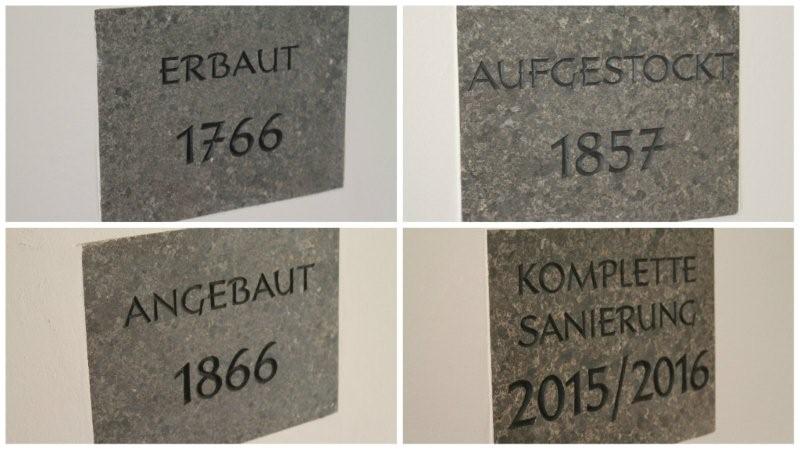 ERBAUT
1766
AUFGESTOCKT
1857
ANGEBAUT
1866
KOMPLETTE
SANIERUNG
2015/2016